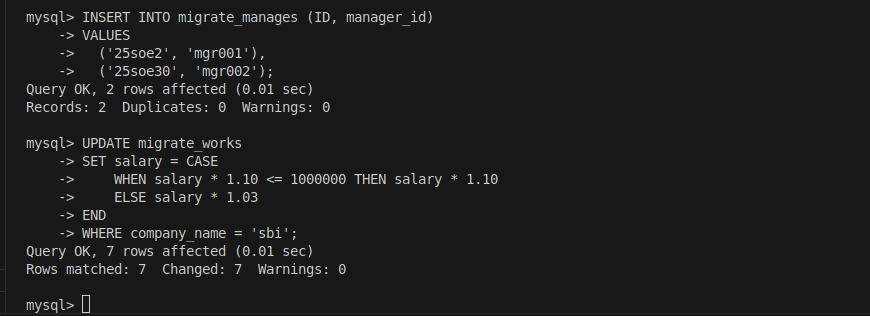 mysql> INSERT INTO migrate_manages (ID, manager_id)
    -> VALUES
    ->   ('25soe2', 'mgr001'),
    ->   ('25soe30', 'mgr002');
Query OK, 2 rows affected (0.01 sec)
Records: 2  Duplicates: 0  Warnings: 0

mysql> UPDATE migrate_works
    -> SET salary = CASE
    ->     WHEN salary * 1.10 <= 1000000 THEN salary * 1.10
    ->     ELSE salary * 1.03
    -> END
    -> WHERE company_name = 'sbi';
Query OK, 7 rows affected (0.01 sec)
Rows matched: 7  Changed: 7  Warnings: 0

mysql>